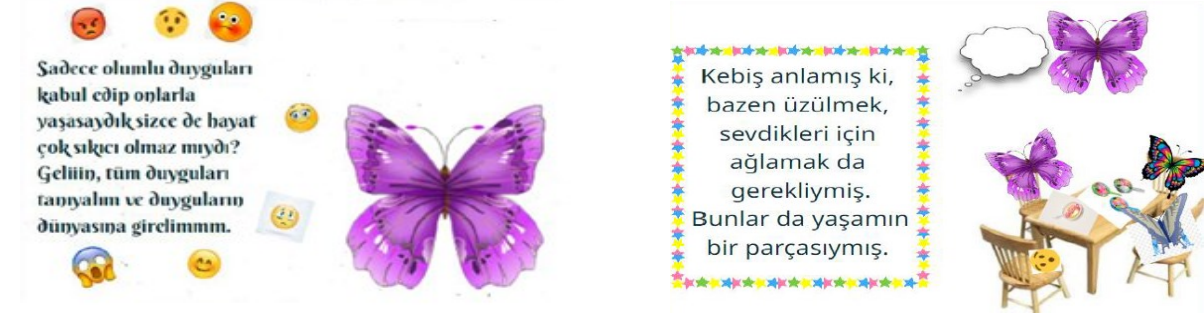 Sadece olumlu duyguları
kabul edip onlarla
yaşasaydık sizce de hayat
çok sıkıcı olmaz mıydı?
Geliiin, tüm duyguları
tanıyalım ve duyguların
dünyasına girelimmm.
Kebiş anlamış ki,
bazen üzülmek,
sevdikleri için
ağlamak da
gerekliymiş.
Bunlar da yaşamın
bir parçasıymış.